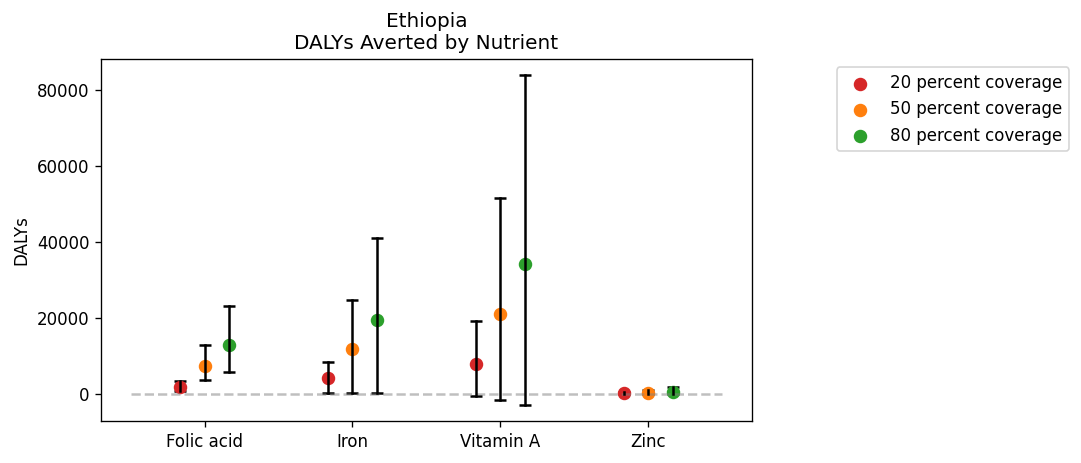 Ethiopia
DALYs Averted by Nutrient
20 percent coverage
50 percent coverage
80 percent coverage
DALYs
80000
60000
40000
20000
0
Folic acid
Iron
Vitamin A
Zinc